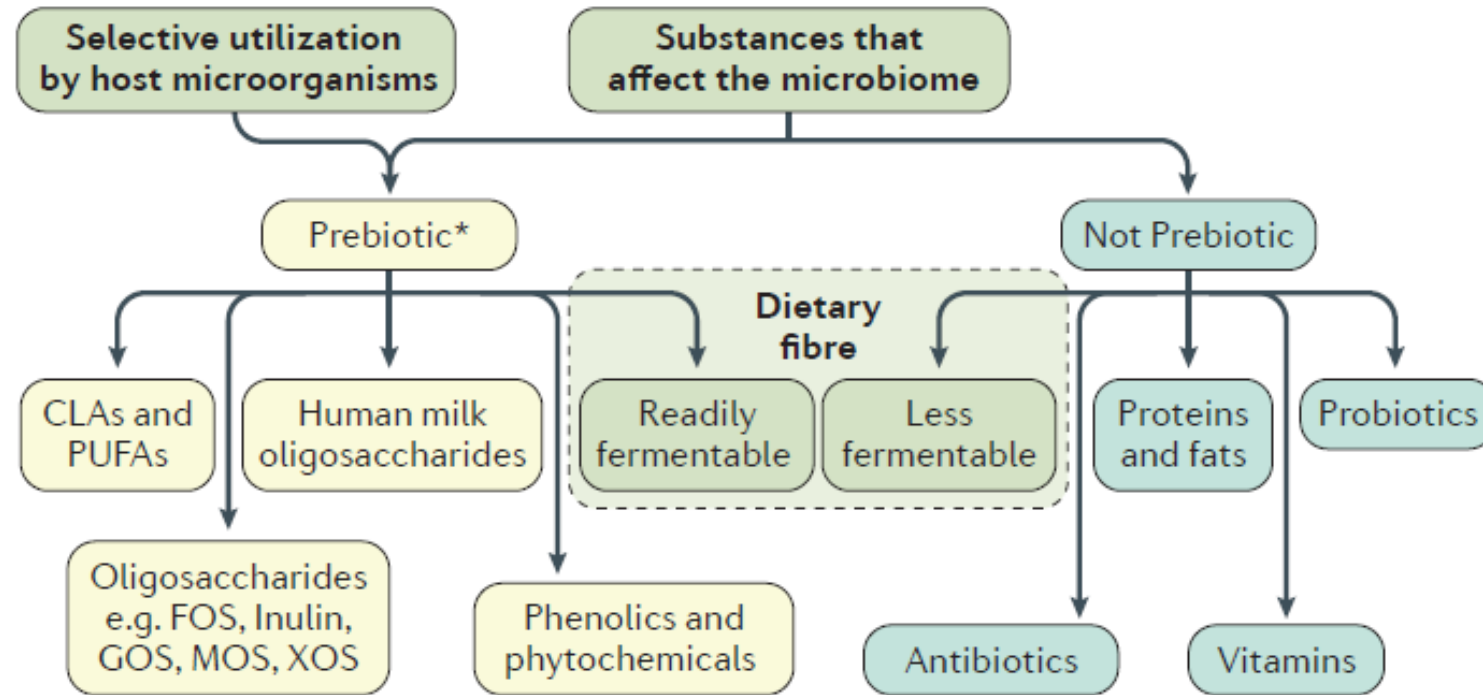 Selective utilization
by host microorganisms
Substances that
affect the microbiome
Prebiotic*
Not Prebiotic
Dietary
fibre
CLAs and
PUFAs
Human milk
oligosaccharides
Readily
fermentable
Less
fermentable
Proteins
and fats
Probiotics
Oligosaccharides
e.g. FOS, Inulin,
GOS, MOS, XOS
Phenolics and
phytochemicals
Antibiotics
Vitamins